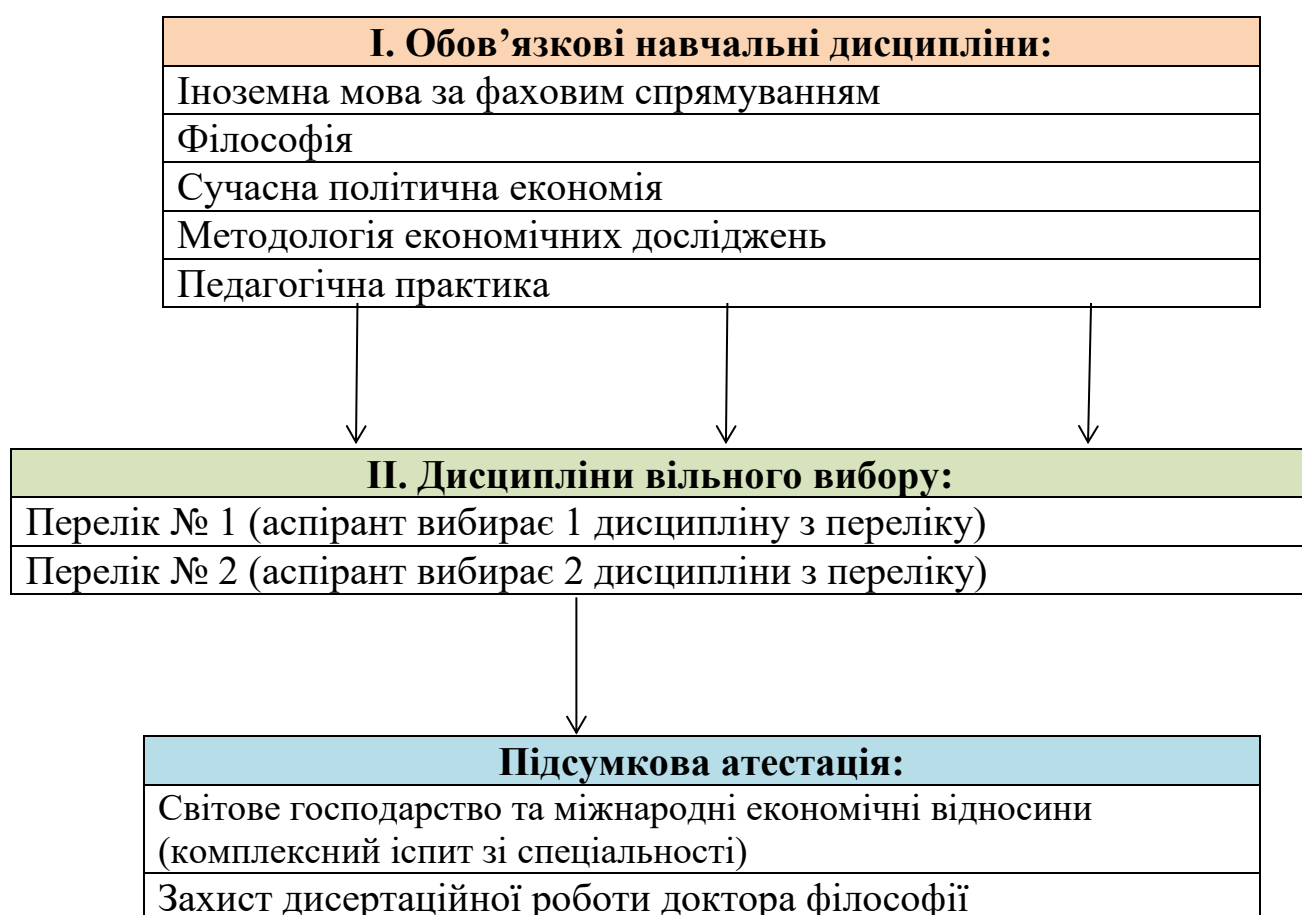 І. Обов’язкові навчальні дисципліни:
Іноземна мова за фаховим спрямуванням
Філософія
Сучасна політична економія
Методологія економічних досліджень
Педагогічна практика
ІІ. Дисципліни вільного вибору:
Перелік № 1 (аспірант вибирає 1 дисципліну з переліку)
Перелік № 2 (аспірант вибирає 2 дисципліни з переліку)
Підсумкова атестація:
Світове господарство та міжнародні економічні відносини
(комплексний іспит зі спеціальності)
Захист дисертаційної роботи доктора філософії